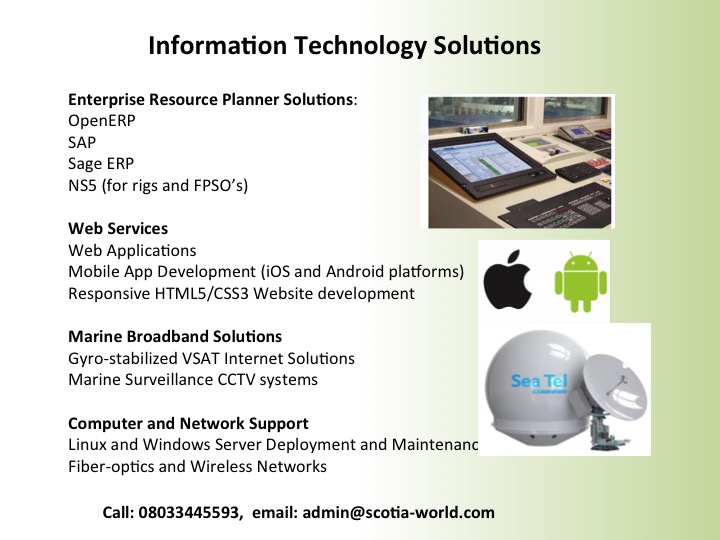 Information Technology Solutions
Enterprise Resource Planner Solutions:
OpenERP
SAP
Sage ERP
NS5 (for rigs and FPSO’s)
Web Services
Web Applications
Mobile App Development (iOS and Android platforms)
Responsive HTML5/CSS3 Website development
Marine Broadband Solutions
Gyro-stabilized VSAT Internet Solutions
Marine Surveillance CCTV systems
Sea Tel
Computer and Network Support
Linux and Windows Server Deployment and Maintenanc
Fiber-optics and Wireless Networks
Call: 08033445593,  email: admin@scotia-world.com